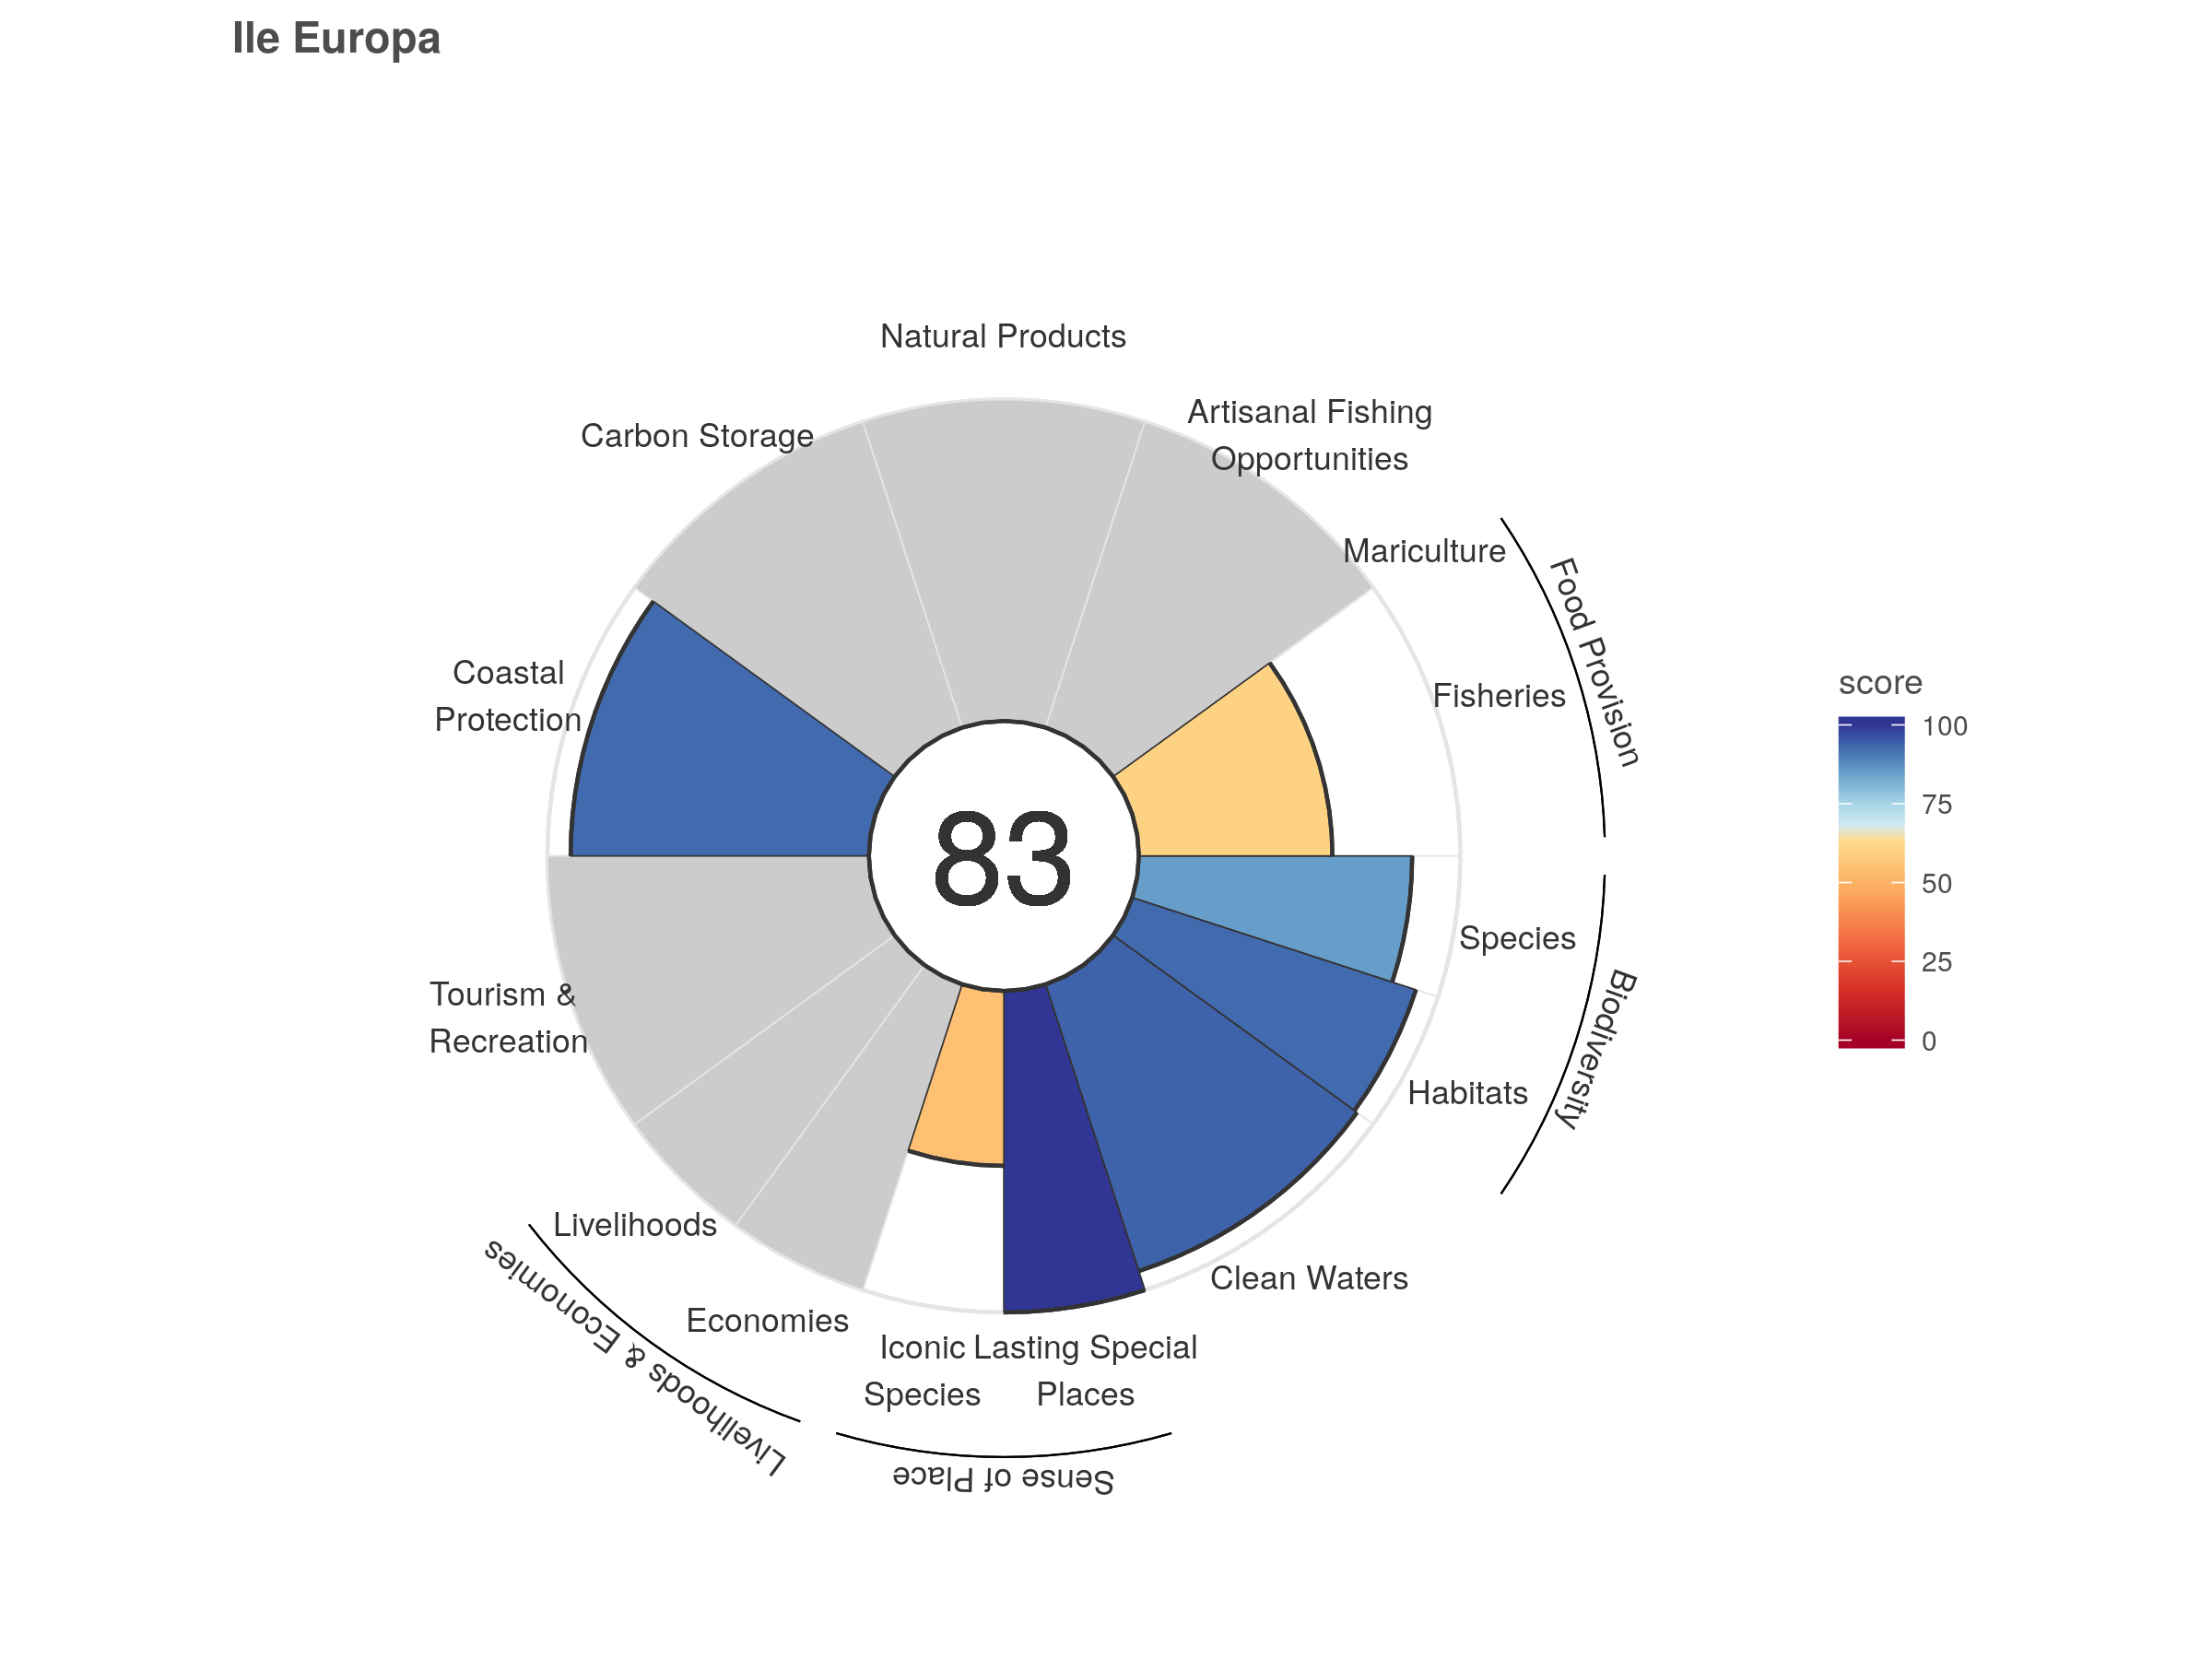 Ile Europa
Natural Products
Artisanal Fishing
Opportunities
Carbon Storage
Mariculture
Food Provision
Fisheries
Coastal
Protection
score
100
75
50
25
0
83
Species
Biodiversity
Habitats
Tourism &
Recreation
Livelihoods
Livelihoods & Economies
Economies
Clean Waters
Iconic
Species
Lasting Special
Places
Sense of Place